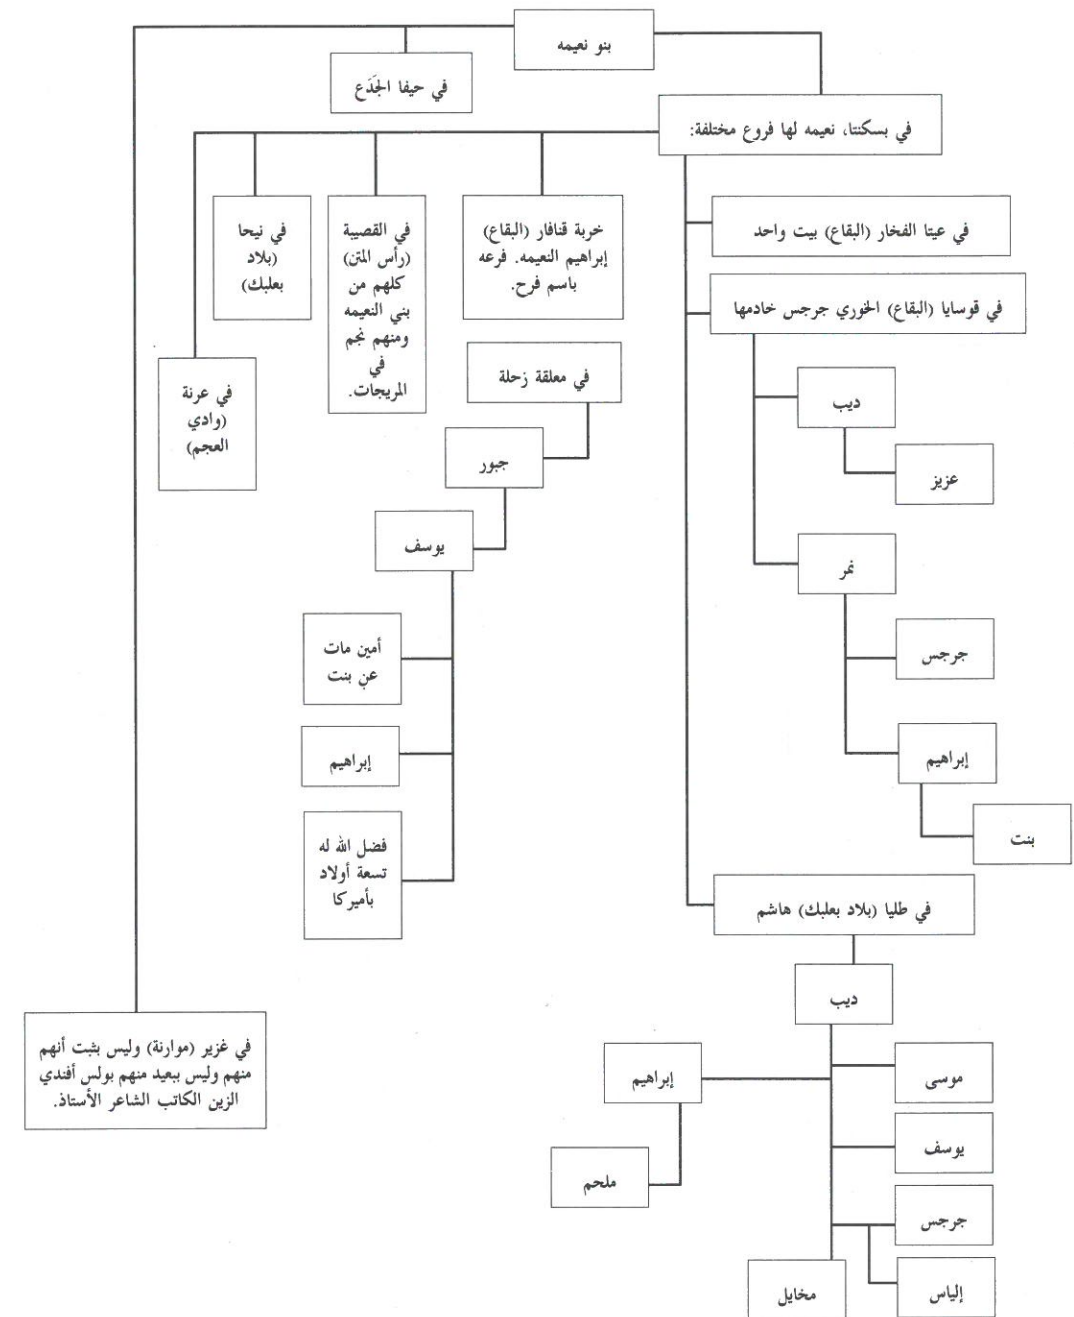 بنو نعيمه
في حيفا الجَدَع
في بسكنتا، نعيمه لها فروع مختلفة:
في عيتا الفخار (البقاع) بيت واحد
خربة قنافار (البقاع)
إبراهيم النعيمه. فرعه
باسم فرح.
في القصيبة
(رأس المتن)
كلهم من
بني النعيمه
ومنهم نجم
في
المريجات.
في نيحا
(بلاد
بعلبك)
في عرنة
(وادي
العجم)
في قوسايا (البقاع) الخوري جرجس خادمها
ديب
عزيز
نمر
جرجس
إبراهيم
بنت
في معلقة زحلة
جبور
يوسف
أمين مات
عن بنت
إبراهيم
فضل الله له
تسعة أولاد
بأميركا
في طليا (بلاد بعلبك) هاشم
ديب
موسى
إبراهيم
يوسف
ملحم
جرجس
إلياس
مخايل
في غزير (موارنة) وليس بثبت أنهم
منهم وليس ببعيد منهم بولس أفندي
الزين الكاتب الشاعر الأستاذ.